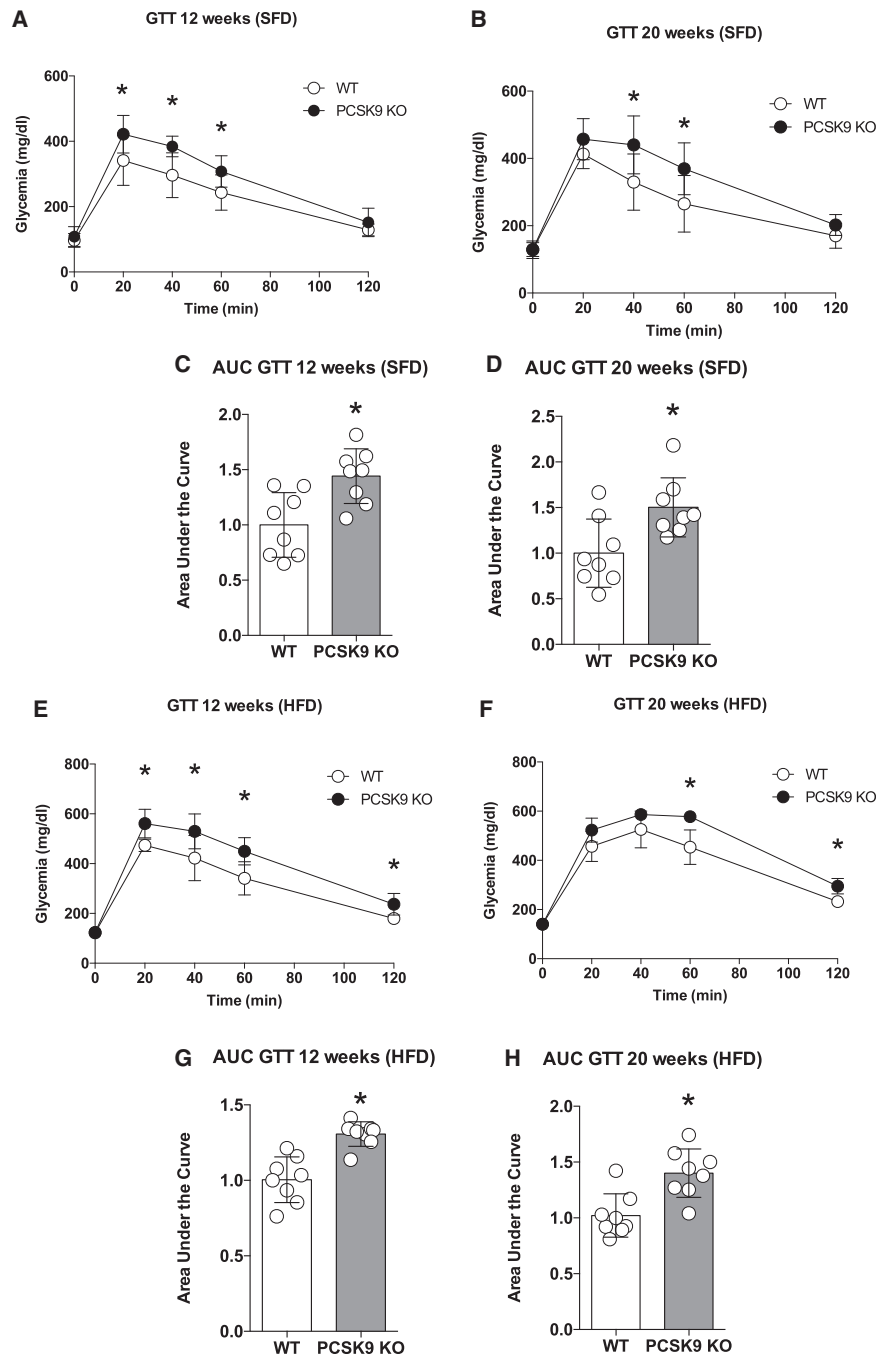 A
GTT 12 weeks (SFD)
600
400
200
0
Glycemia (mg/dl)
* * *
WT
PCSK9 KO
0 20 40 60 80 100 120
Time (min)
B
GTT 20 weeks (SFD)
600
400
200
0
Glycemia (mg/dl)
* *
WT
PCSK9 KO
0 20 40 60 80 100 120
Time (min)
C
AUC GTT 12 weeks (SFD)
2.0
1.5
1.0
0.5
0.0
Area Under the Curve
*
WT PCSK9 KO
D
AUC GTT 20 weeks (SFD)
2.5
2.0
1.5
1.0
0.5
0.0
Area Under the Curve
*
WT PCSK9 KO
E
GTT 12 weeks (HFD)
800
600
400
200
0
Glycemia (mg/dl)
* * * *
WT
PCSK9 KO
0 20 40 60 80 100 120
Time (min)
F
GTT 20 weeks (HFD)
800
600
400
200
0
Glycemia (mg/dl)
* *
WT
PCSK9 KO
0 20 40 60 80 100 120
Time (min)
G
AUC GTT 12 weeks (HFD)
1.5
1.0
0.5
0.0
Area Under the Curve
*
WT PCSK9 KO
H
AUC GTT 20 weeks (HFD)
2.0
1.5
1.0
0.5
0.0
Area Under the Curve
*
WT PCSK9 KO